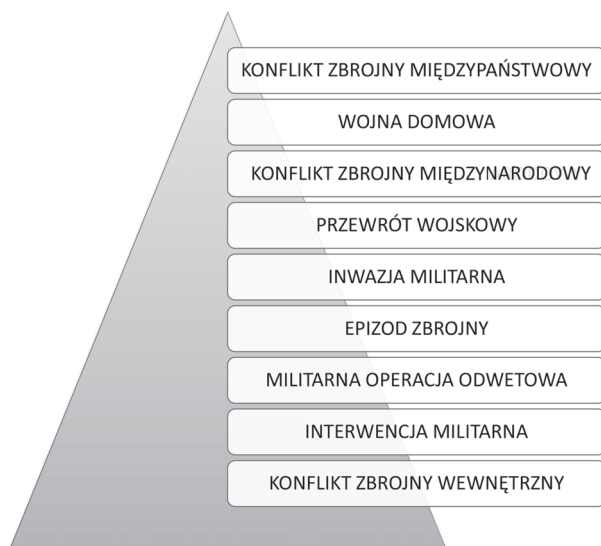 KONFLIKT ZBROJNY MIĘDZYPAŃSTWOWY
WOJNA DOMOWA
KONFLIKT ZBROJNY MIĘDZYNARODOWY
PRZEWRÓT WOJSKOWY
INWAZJA MILITARNA
EPIZOD ZBROJNY
MILITARNA OPERACJA ODWETOWA
INTERWENCJA MILITARNA
KONFLIKT ZBROJNY WEWNĘTRZNY